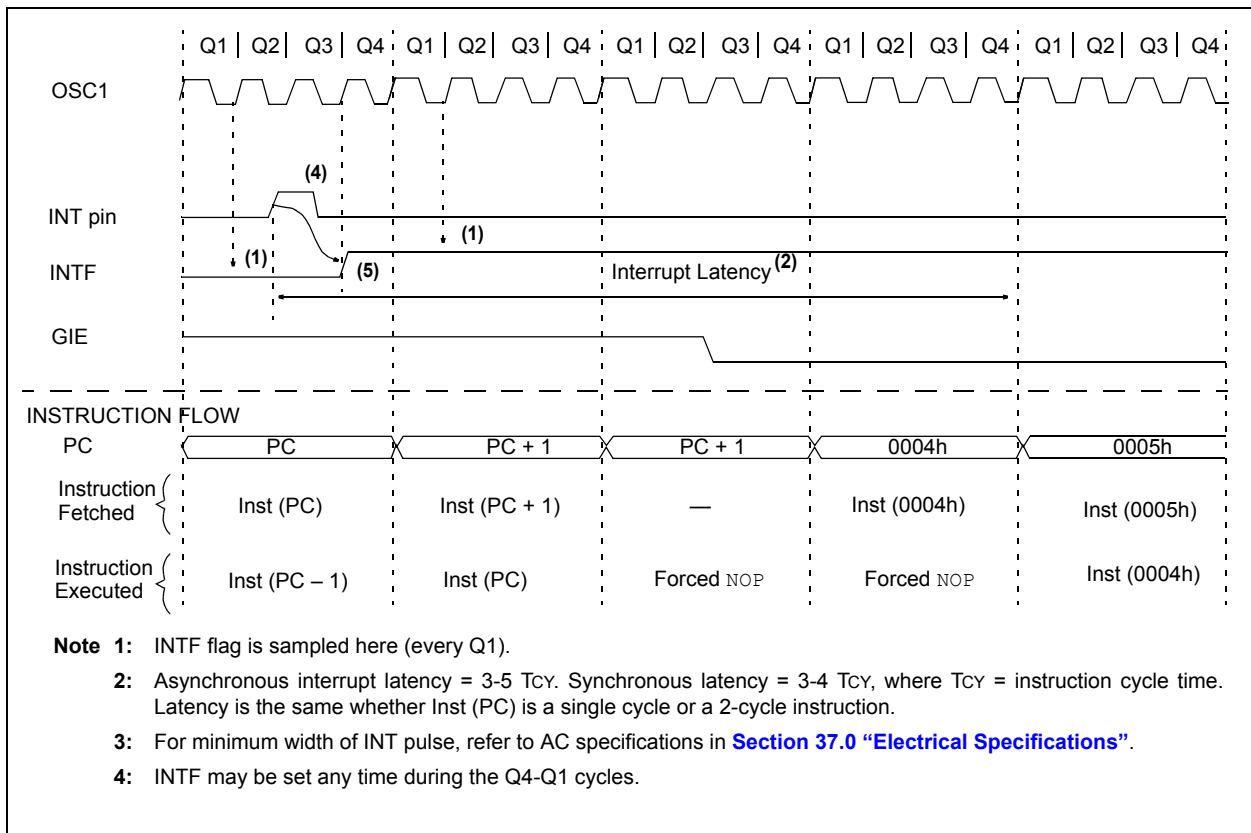 Q1 | Q2 | Q3 | Q4 Q1 | Q2 | Q3 | Q4 Q1 | Q2 | Q3 | Q4 Q1 | Q2 | Q3 | Q4 Q1 | Q2 | Q3 | Q4
OSC1
(4)
INT pin
(1)
(1)
INTF
(5)
Interrupt Latency (2)
GIE
INSTRUCTION FLOW
PC PC PC + 1 PC + 1 0004h 0005h
Instruction Fetched Inst (PC) Inst (PC + 1) — Inst (0004h) Inst (0005h)
Instruction Executed Inst (PC – 1) Inst (PC) Forced NOP Forced NOP Inst (0004h)
Note 1: INTF flag is sampled here (every Q1).
2: Asynchronous interrupt latency = 3-5 TCY. Synchronous latency = 3-4 TCY, where TCY = instruction cycle time.
Latency is the same whether Inst (PC) is a single cycle or a 2-cycle instruction.
3: For minimum width of INT pulse, refer to AC specifications in Section 37.0 “Electrical Specifications”.
4: INTF may be set any time during the Q4-Q1 cycles.